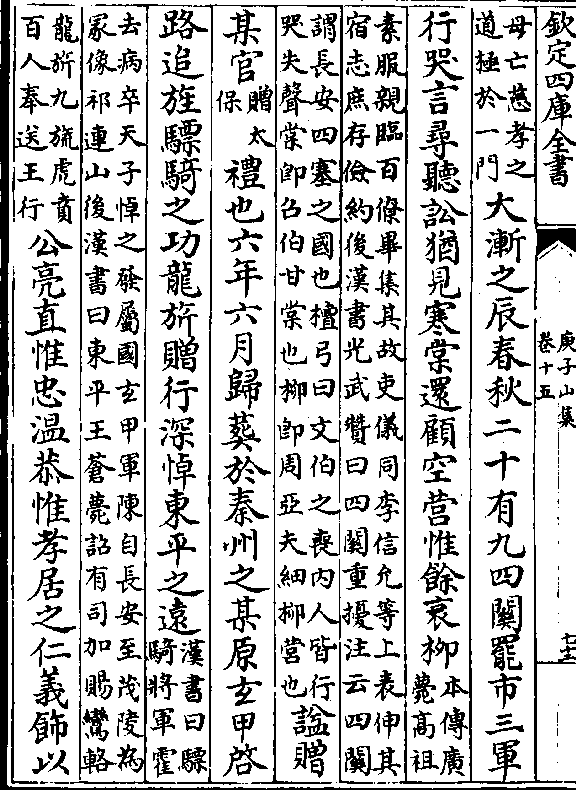 欽定四庫全書
庾子山集
卷十五
母亡慈孝之
道極於一門
大漸之辰春秋二十有九四關罷市三軍
行哭言尋聽訟猶見寒棠還顧空營惟餘衰柳
本傳廣
薨高祖
素服親臨百僚畢集其故吏儀同李信允等上表伸其
宿志庶存儉約後漢書光武贊曰四關重擾注云四關
謂長安四塞之國也檀弓曰文伯之喪内人皆行
哭失聲棠即召伯甘棠也柳即周亞夫細柳營也
諡贈
某官
贈太
保
禮也六年六月歸葬於秦州之某原玄甲啓
路追旌驃騎之功龍旂贈行深悼東平之遠
漢書曰驃
騎將軍霍
去病卒天子悼之發屬國玄甲軍陳自長安至茂陵為
冢像祁連山後漢書曰東平王蒼薨詔有司加賜鸞輅
龍旂九旒虎賁
百人奉送王行
公亮直惟忠温恭惟孝居之仁義飾以